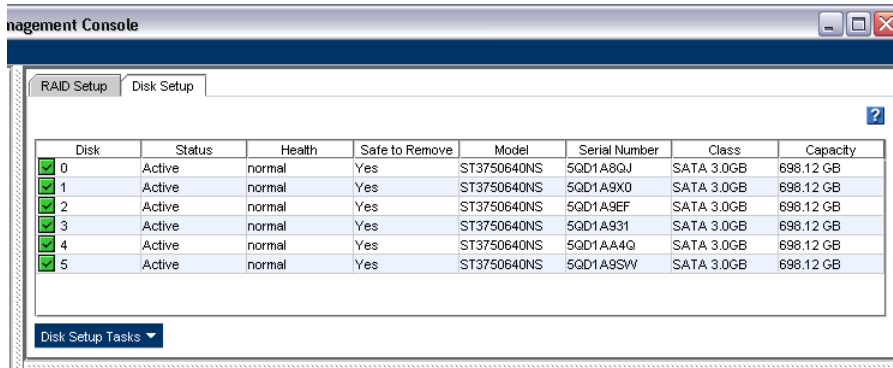 nagement Console
RAID Setup Disk Setup
?
Disk Status Health Safe to Remove Model Serial Number Class Capacity
0 Active normal Yes ST3750640NS 5QD1A8QJ SATA 3.0GB 698.12 GB
1 Active normal Yes ST3750640NS 5QD1A9X0 SATA 3.0GB 698.12 GB
2 Active normal Yes ST3750640NS 5QD1A9EF SATA 3.0GB 698.12 GB
3 Active normal Yes ST3750640NS 5QD1A931 SATA 3.0GB 698.12 GB
4 Active normal Yes ST3750640NS 5QD1AA4Q SATA 3.0GB 698.12 GB
5 Active normal Yes ST3750640NS 5QD1A9SW SATA 3.0GB 698.12 GB
Disk Setup Tasks